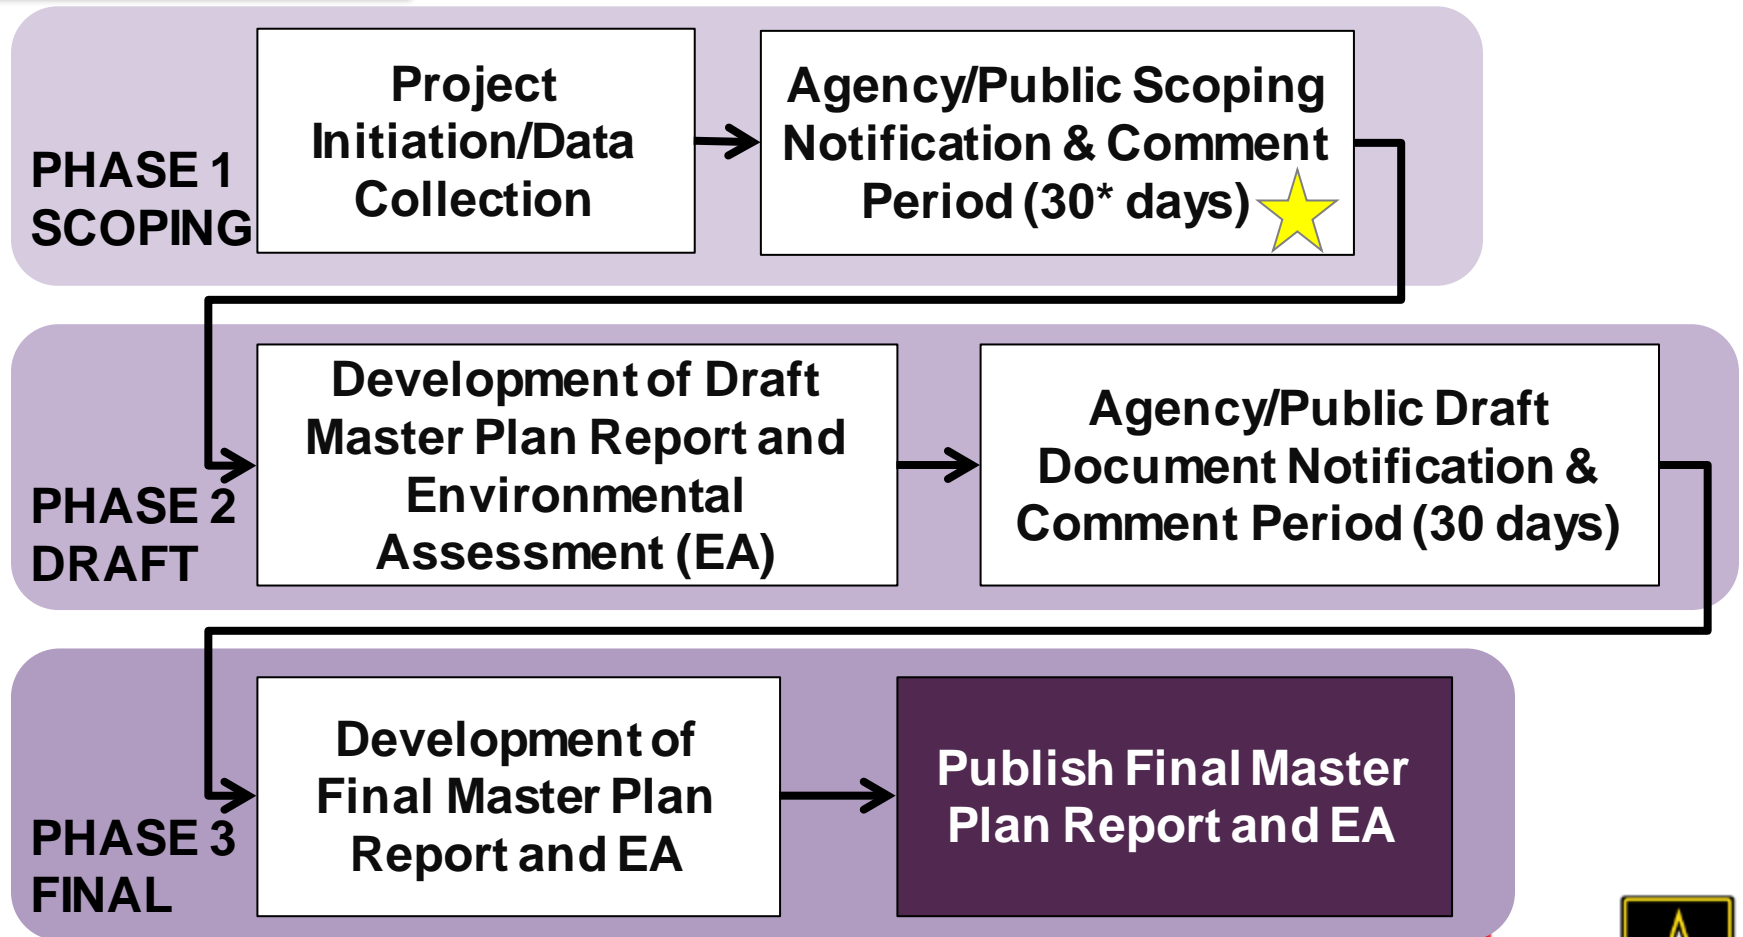 PHASE 1
SCOPING
Project
Initiation/Data
Collection
Agency/Public Scoping
Notification & Comment
Period (30* days)
PHASE 2
DRAFT
Development of Draft
Master Plan Report and
Environmental
Assessment (EA)
Agency/Public Draft
Document Notification &
Comment Period (30 days)
PHASE 3
FINAL
Development of
Final Master Plan
Report and EA
Publish Final Master
Plan Report and EA